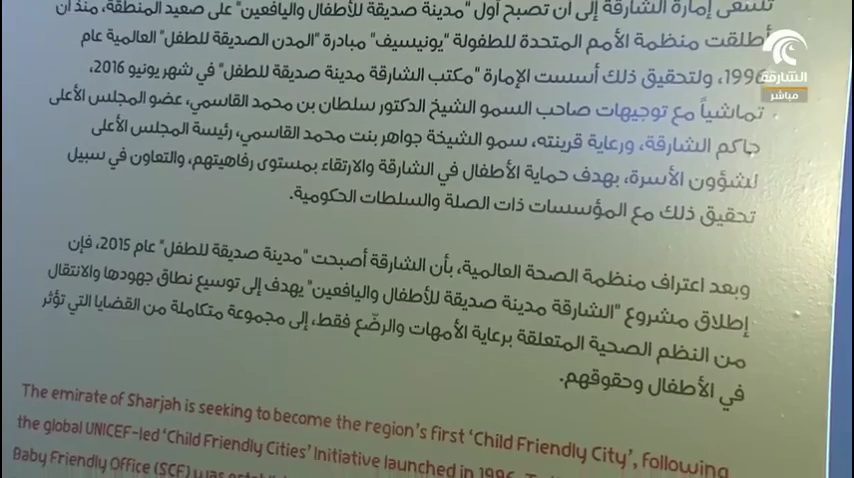 تسعى إمارة الشارقة إلى أن تصبح أول "مدينة صديقة للأطفال واليافعين" على صعيد المنطقة، منذ أن
أطلقت منظمة الأمم المتحدة للطفولة "يونيسيف" مبادرة "المدن الصديقة للطفل" العالمية عام
1996، ولتحقيق ذلك أسست الإمارة "مكتب الشارقة مدينة صديقة للطفل" في شهر يونيو 2016،
تماشياً مع توجيهات صاحب السمو الشيخ الدكتور سلطان بن محمد القاسمي، عضو المجلس الأعلى
حاكم الشارقة، ورعاية قرينته، سمو الشيخة جواهر بنت محمد القاسمي، رئيسة المجلس الأعلى
لشؤون الأسرة، بهدف حماية الأطفال في الشارقة والارتقاء بمستوى رفاهيتهم، والتعاون في سبيل
تحقيق ذلك مع المؤسسات ذات الصلة والسلطات الحكومية.
وبعد اعتراف منظمة الصحة العالمية، بأن الشارقة أصبحت "مدينة صديقة للطفل" عام 2015، فإن
إطلاق مشروع "الشارقة مدينة صديقة للأطفال واليافعين" يهدف إلى توسيع نطاق جهودها والانتقال
من النظم الصحية المتعلقة برعاية الأمهات والرضّع فقط، إلى مجموعة متكاملة من القضايا التي تؤثر
في الأطفال وحقوقهم.
The emirate of Sharjah is seeking to become the region's first 'Child Friendly City', following
the global UNICEF-led 'Child Friendly Cities' Initiative launched in 1996.
Baby Friendly Office (SCF) was
الشارقة
مباشر